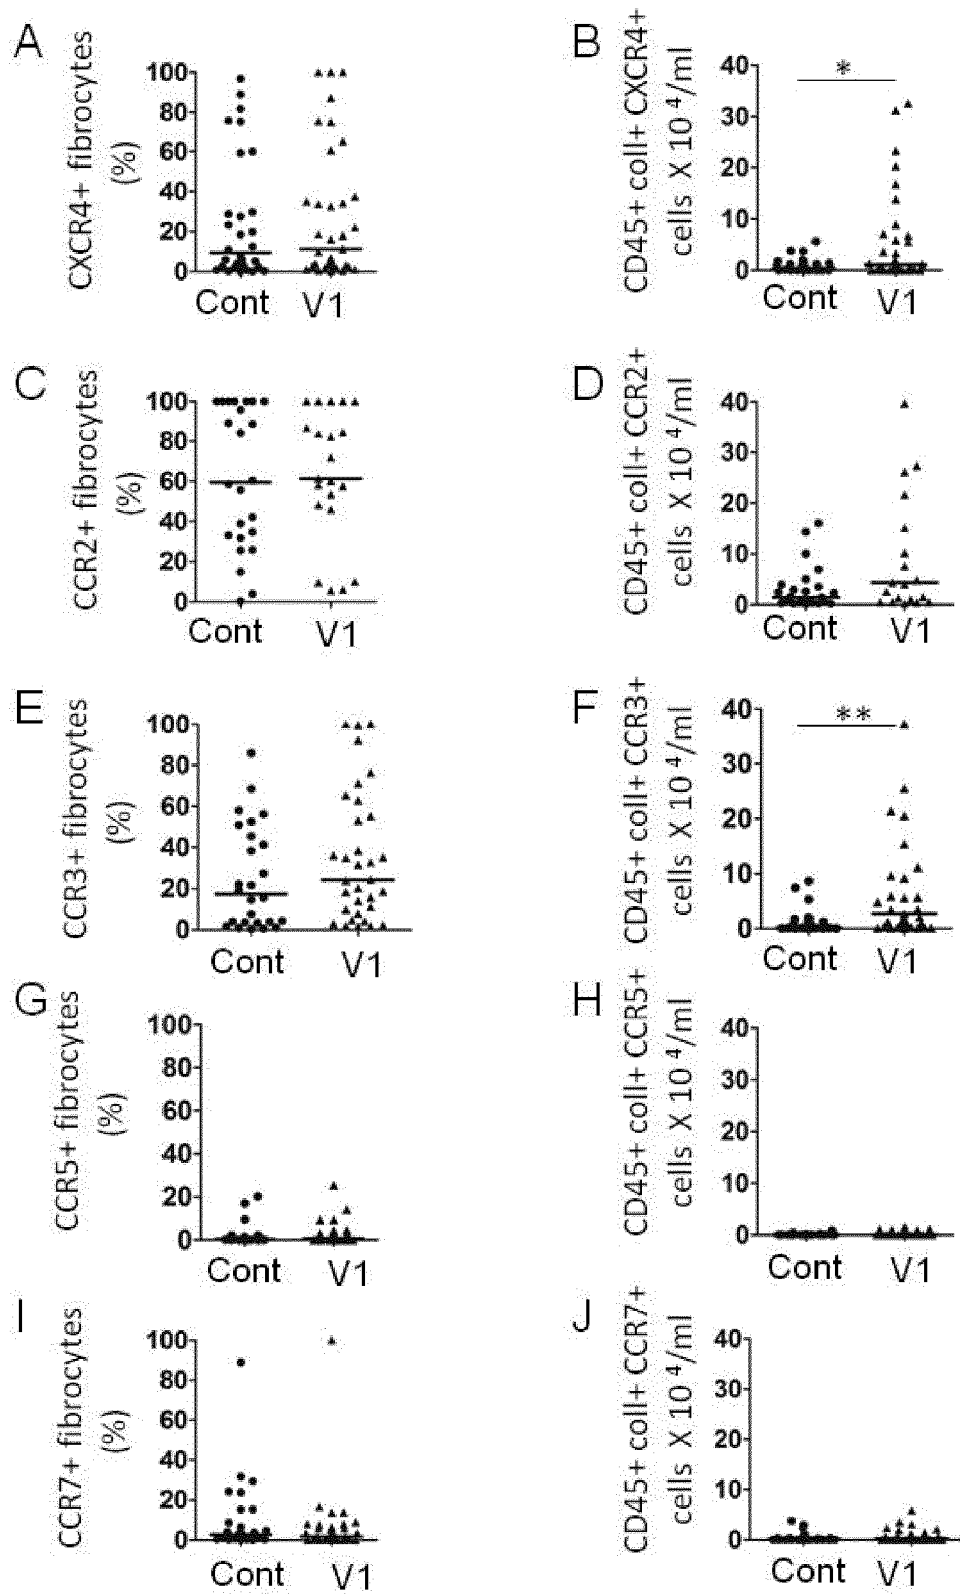 A
CXCR4+ fibrocytes
(%)
100
80
60
40
20
0
Cont V1
B
CD45+ coll+ CXCR4+
cells X 10 4/ml
40
30
20
10
0
*
Cont V1
C
CCR2+ fibrocytes
(%)
100
80
60
40
20
0
Cont V1
D
CD45+ coll+ CCR2+
cells X 10 4/ml
40
30
20
10
0
Cont V1
E
CCR3+ fibrocytes
(%)
100
80
60
40
20
0
Cont V1
F
CD45+ coll+ CCR3+
cells X 10 4/ml
40
30
20
10
0
**
Cont V1
G
CCR5+ fibrocytes
(%)
100
80
60
40
20
0
Cont V1
H
CD45+ coll+ CCR5+
cells X 10 4/ml
40
30
20
10
0
Cont V1
I
CCR7+ fibrocytes
(%)
100
80
60
40
20
0
Cont V1
J
CD45+ coll+ CCR7+
cells X 10 4/ml
40
30
20
10
0
Cont V1